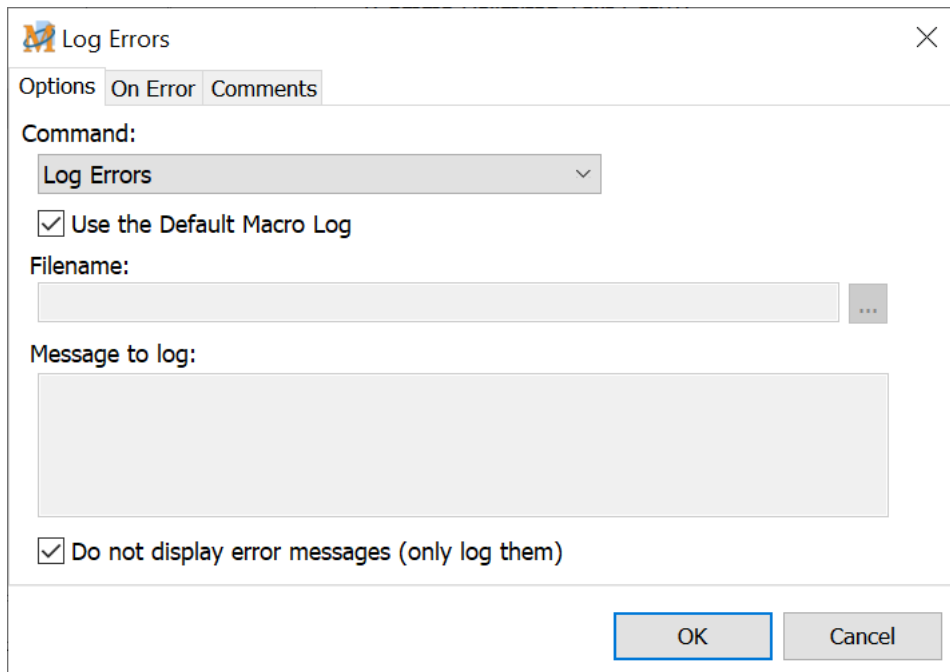 Log Errors
Options On Error Comments
Command:
Log Errors
Use the Default Macro Log
Filename:
...
Message to log:
Do not display error messages (only log them)
OK Cancel